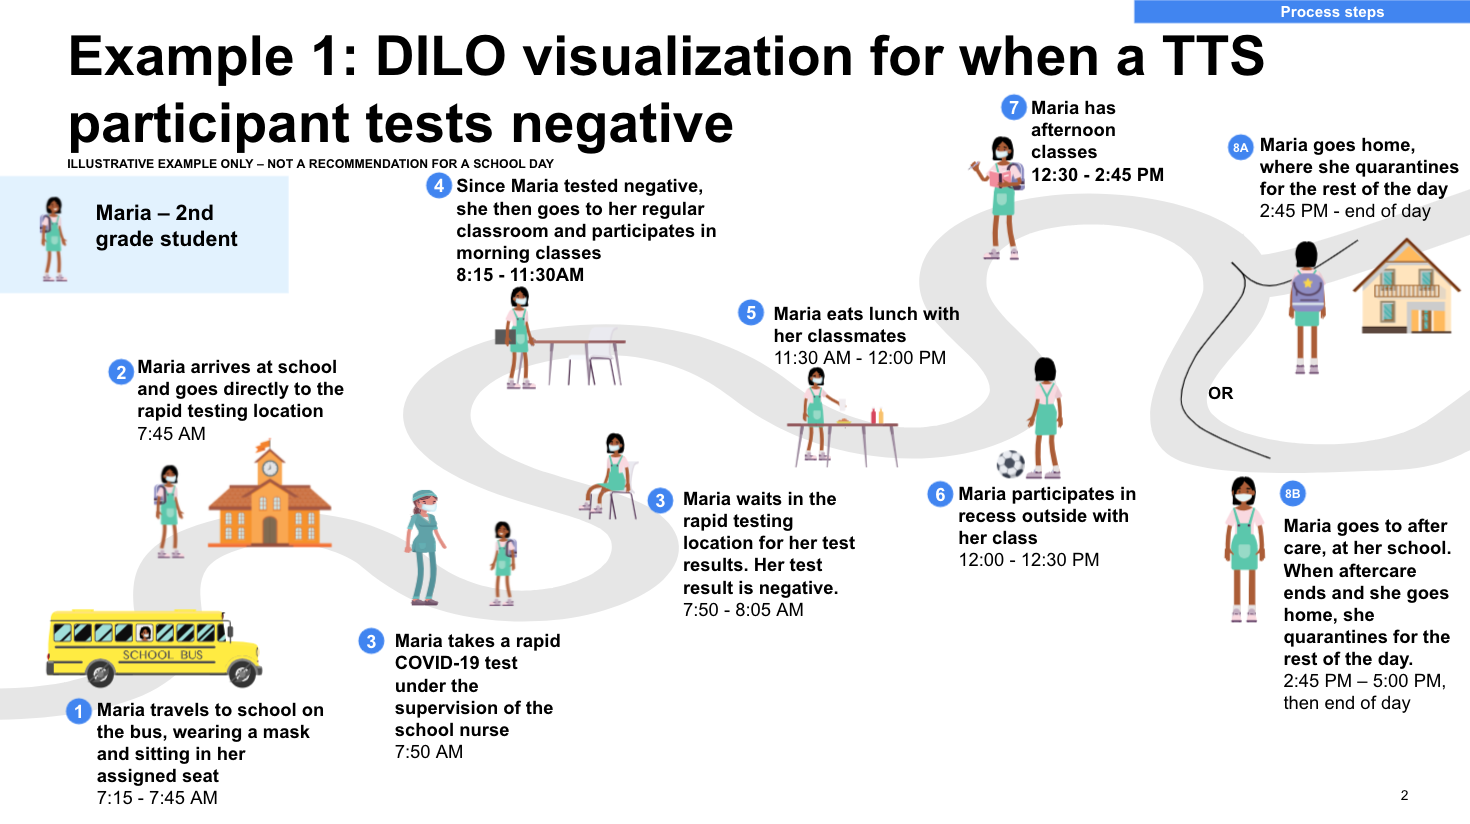 Process steps
Example 1: DILO visualization for when a TTS
participant tests negative
ILLUSTRATIVE EXAMPLE ONLY – NOT A RECOMMENDATION FOR A SCHOOL DAY
Maria – 2nd
grade student
1
Maria travels to school on
the bus, wearing a mask
and sitting in her
assigned seat
7:15 - 7:45 AM
SCHOOL BUS
2
Maria arrives at school
and goes directly to the
rapid testing location
7:45 AM
3
Maria takes a rapid
COVID-19 test
under the
supervision of the
school nurse
7:50 AM
3
Maria waits in the
rapid testing
location for her test
results. Her test
result is negative.
7:50 - 8:05 AM
4
Since Maria tested negative,
she then goes to her regular
classroom and participates in
morning classes
8:15 - 11:30AM
5
Maria eats lunch with
her classmates
11:30 AM - 12:00 PM
6
Maria participates in
recess outside with
her class
12:00 - 12:30 PM
7
Maria has
afternoon
classes
12:30 - 2:45 PM
8A
Maria goes home,
where she quarantines
for the rest of the day
2:45 PM - end of day
OR
8B
Maria goes to after
care, at her school.
When aftercare
ends and she goes
home, she
quarantines for the
rest of the day.
2:45 PM – 5:00 PM,
then end of day
2